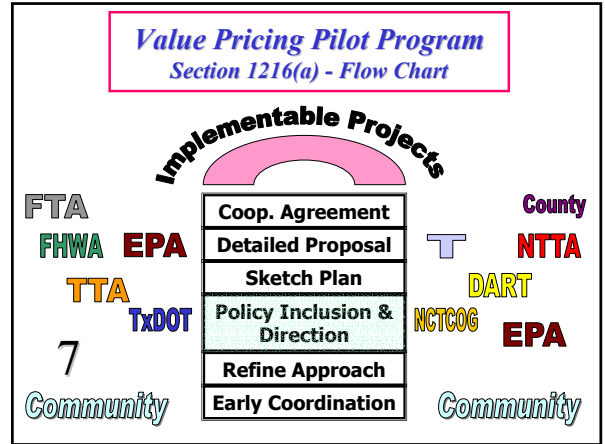 Value Pricing Pilot Program
Section 1216(a) - Flow Chart
Implementable Projects
FTA
FHWA EPA
TTA
TxDOT
7
Community
Coop. Agreement
Detailed Proposal
Sketch Plan
Policy Inclusion &
Direction
Refine Approach
Early Coordination
County
T NTTA
DART
NCTCOG
EPA
Community